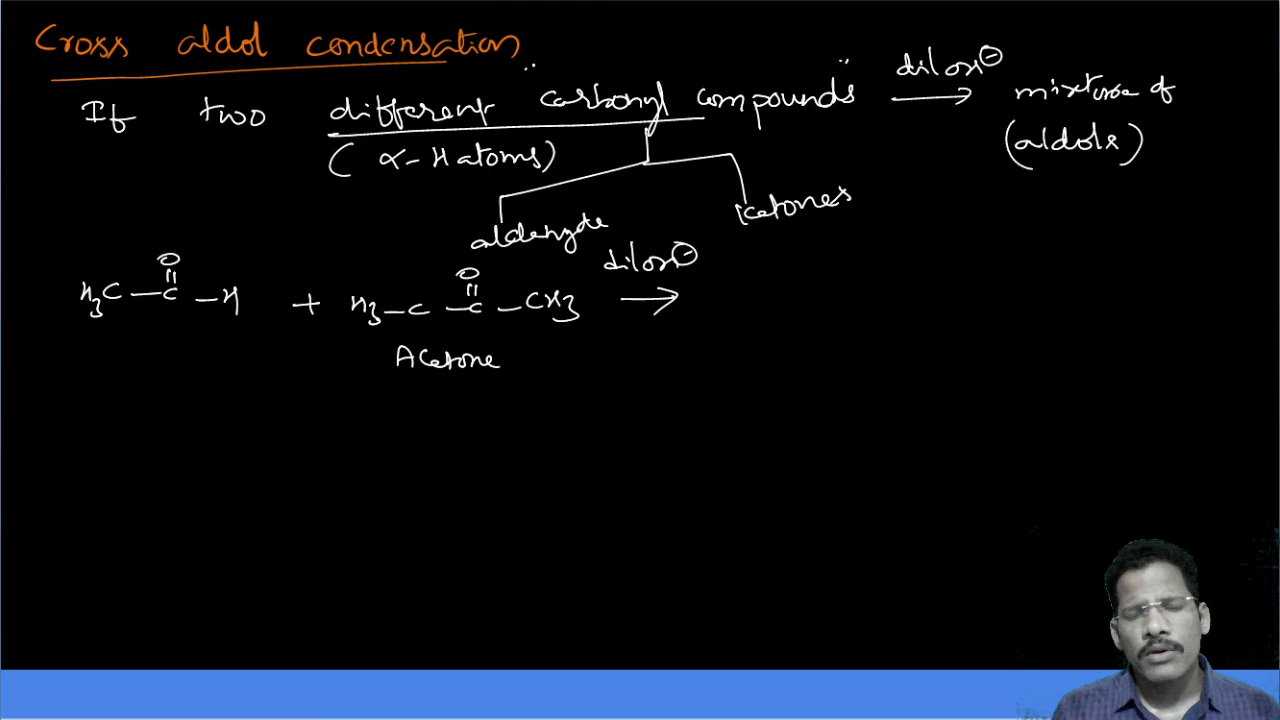 Cross aldol condensation
If two different "carbonyl compounds" dil OH⊖ → mixture of
(α-H atoms) (aldols)
aldehyde ketones
H3C—C—H + H3—C—C—CH3 dil OH⊖ →
O O
Acetone